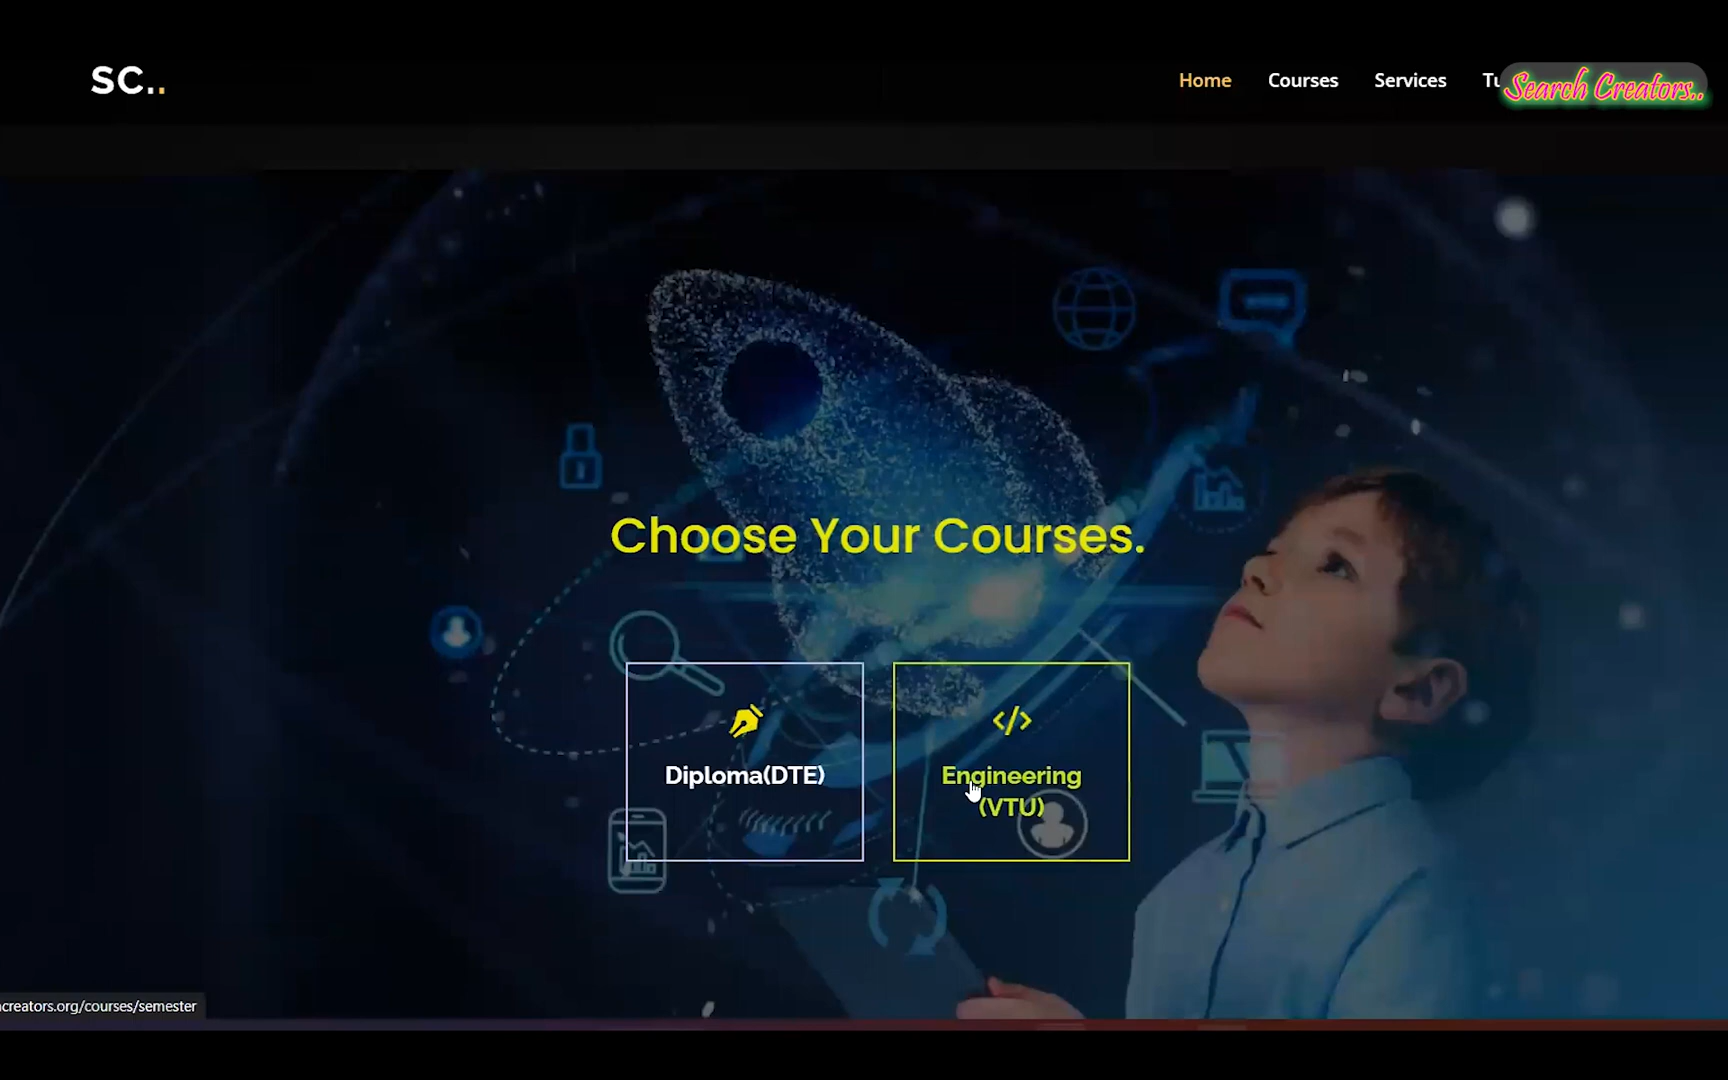 SC..
Home Courses Services
Search Creators..
Choose Your Courses.
Diploma(DTE)
Engineering
(VTU)
creators.org/courses/semester